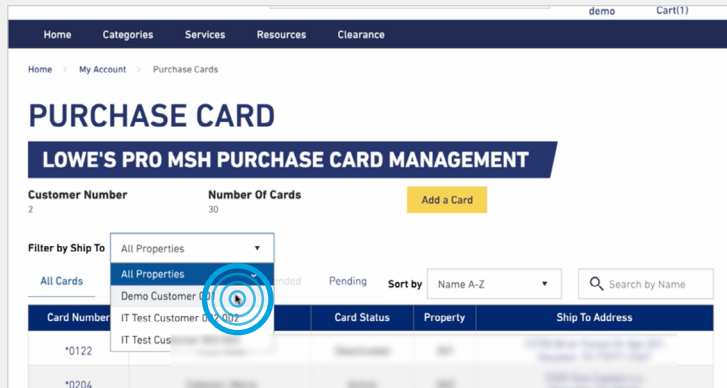 demo Cart(1)
Home Categories Services Resources Clearance
Home > My Account > Purchase Cards
PURCHASE CARD
LOWE'S PRO MSH PURCHASE CARD MANAGEMENT
Customer Number Number Of Cards
2 30
Add a Card
Filter by Ship To All Properties
All Properties
All Cards Pending Sort by Name A-Z Search by Name
Demo Customer 001
Card Number Card Status Property Ship To Address
IT Test Customer 002 002
*0122 IT Test
*0204